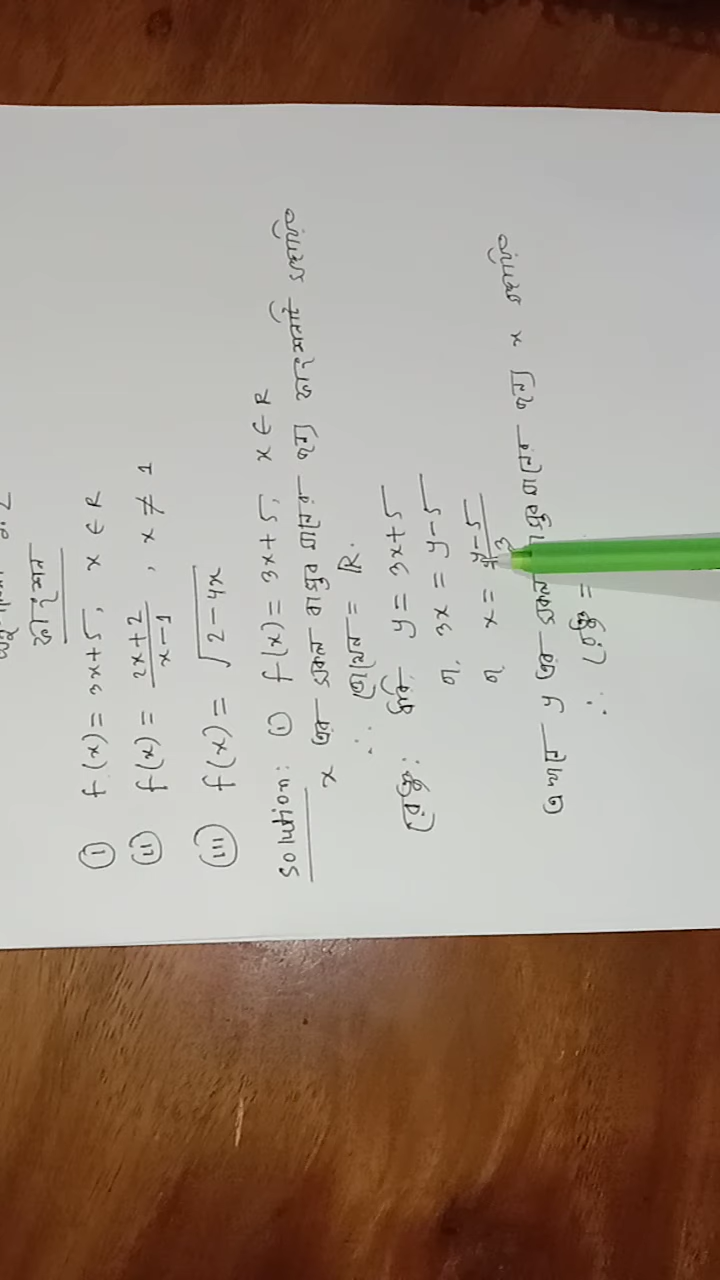 ফাংশন
(i) f(x) = 3x+5, x ∈ R
(ii) f(x) = (2x+2)/(x-1), x ≠ 1
(iii) f(x) = √(2-4x)
Solution: (i) f(x) = 3x+5, x ∈ R
x এর সকল বাস্তব মানের জন্য ফাংশনটি সংজ্ঞায়িত
∴ ডোমেন = R.
রেঞ্জ: ধরি y = 3x+5
বা, 3x = y-5
বা, x = (y-5)/3
এখানে y এর সকল মানের জন্য x সংজ্ঞায়িত
∴ রেঞ্জ =